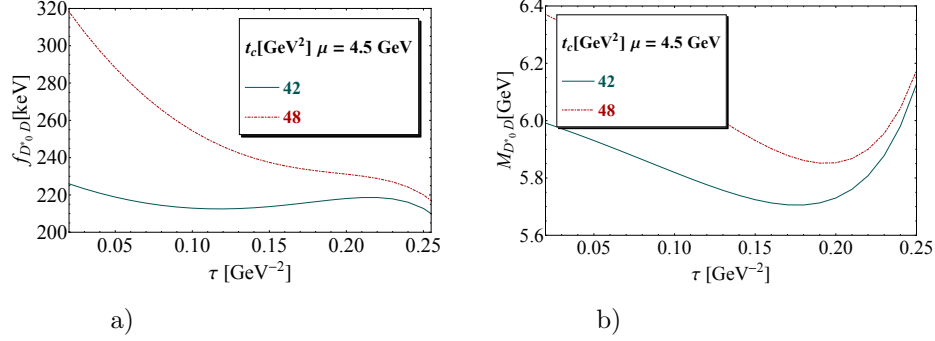 320
300
280
260
240
220
200
f_{D*_0 D}[keV]
t_c[GeV²] μ = 4.5 GeV
42
48
0.05 0.10 0.15 0.20 0.25
τ [GeV⁻²]
a)
6.4
6.2
6.0
5.8
5.6
M_{D*_0 D}[GeV]
t_c[GeV²] μ = 4.5 GeV
42
48
0.05 0.10 0.15 0.20 0.25
τ [GeV⁻²]
b)